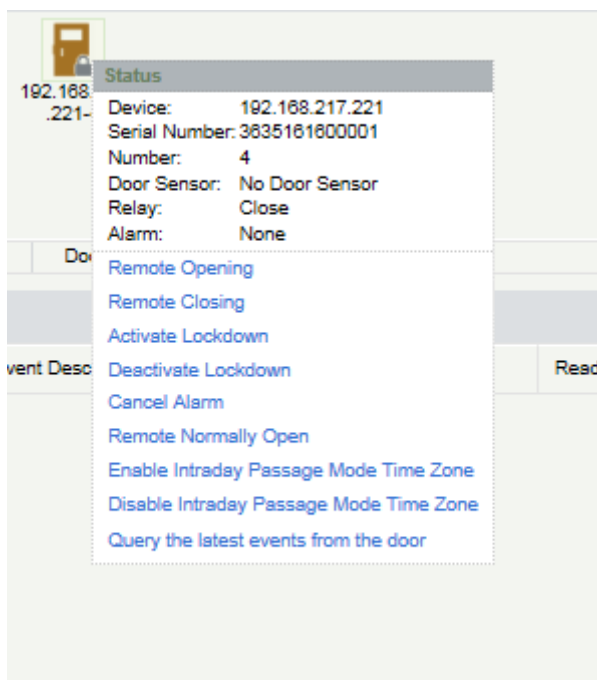 192.168
.221-
Status
Device: 192.168.217.221
Serial Number: 3635161600001
Number: 4
Door Sensor: No Door Sensor
Relay: Close
Alarm: None
Doo
Remote Opening
Remote Closing
Activate Lockdown
vent Desc
Deactivate Lockdown
Read
Cancel Alarm
Remote Normally Open
Enable Intraday Passage Mode Time Zone
Disable Intraday Passage Mode Time Zone
Query the latest events from the door